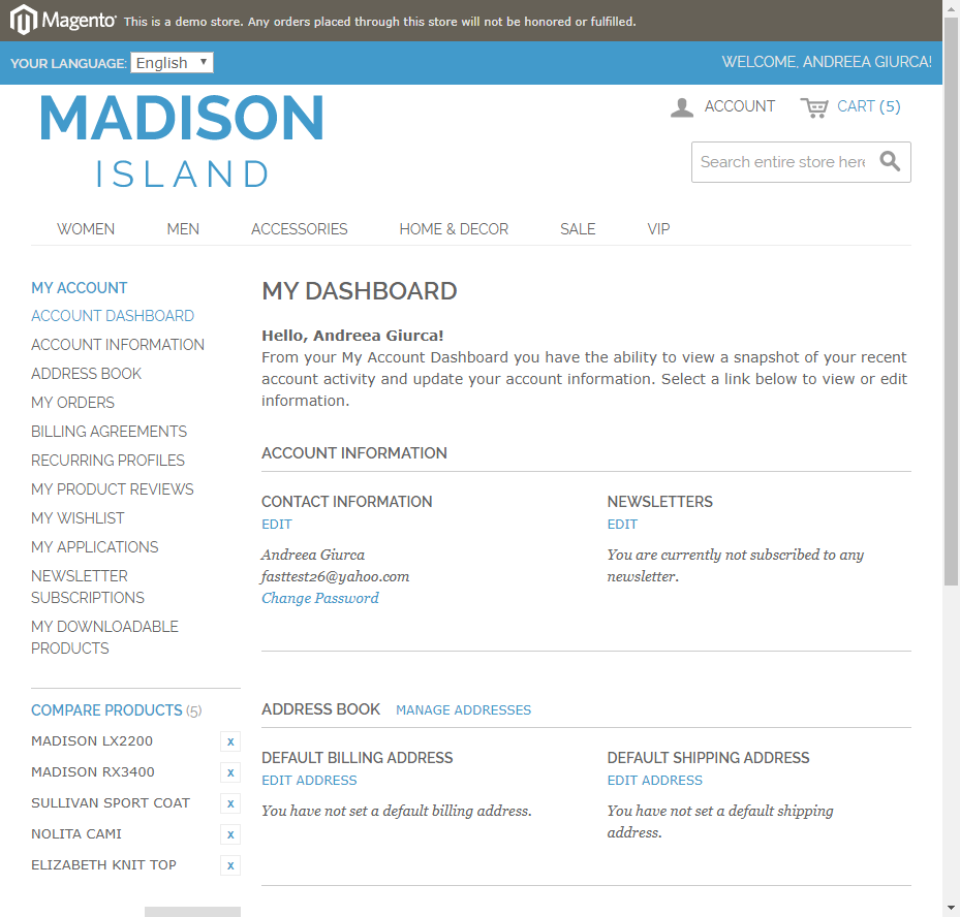 Magento This is a demo store. Any orders placed through this store will not be honored or fulfilled.
YOUR LANGUAGE: English
WELCOME, ANDREEA GIURCA!
MADISON
ISLAND
ACCOUNT
CART (5)
Search entire store here
WOMEN
MEN
ACCESSORIES
HOME & DECOR
SALE
VIP
MY ACCOUNT
ACCOUNT DASHBOARD
ACCOUNT INFORMATION
ADDRESS BOOK
MY ORDERS
BILLING AGREEMENTS
RECURRING PROFILES
MY PRODUCT REVIEWS
MY WISHLIST
MY APPLICATIONS
NEWSLETTER
SUBSCRIPTIONS
MY DOWNLOADABLE
PRODUCTS
COMPARE PRODUCTS (5)
MADISON LX2200 x
MADISON RX3400 x
SULLIVAN SPORT COAT x
NOLITA CAMI x
ELIZABETH KNIT TOP x
MY DASHBOARD
Hello, Andreea Giurca!
From your My Account Dashboard you have the ability to view a snapshot of your recent
account activity and update your account information. Select a link below to view or edit
information.
ACCOUNT INFORMATION
CONTACT INFORMATION
EDIT
Andreea Giurca
fasttest26@yahoo.com
Change Password
NEWSLETTERS
EDIT
You are currently not subscribed to any
newsletter.
ADDRESS BOOK MANAGE ADDRESSES
DEFAULT BILLING ADDRESS
EDIT ADDRESS
You have not set a default billing address.
DEFAULT SHIPPING ADDRESS
EDIT ADDRESS
You have not set a default shipping
address.